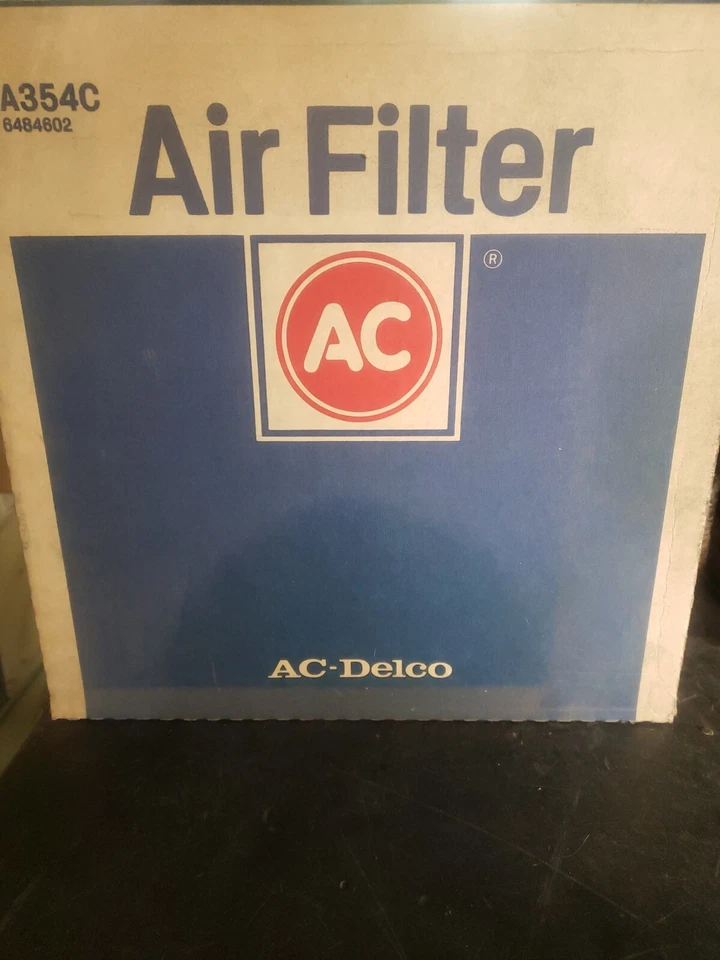 A354C
6484602
Air Filter
®
AC
AC-Delco